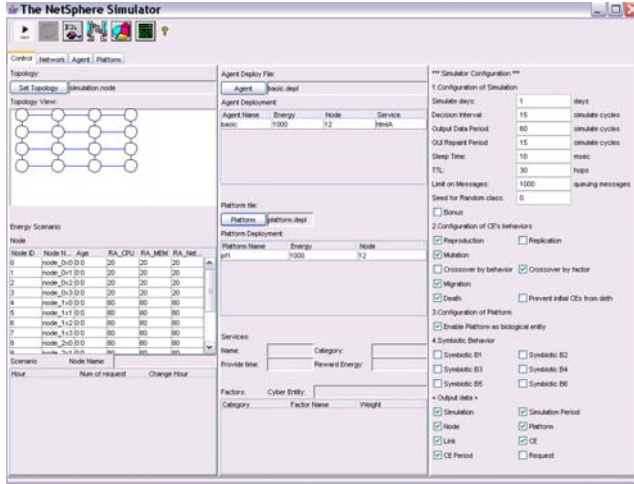 The NetSphere Simulator
Control Network Agent Platform
Topology:
Set Topology simulation.node
Topology View:
Energy Scenario
Node
Node ID Node N... Age RA_CPU RA_MEM RA_Net...
0 node_0x0 0:0 20 20 20
1 node_0x1 0:0 20 20 20
2 node_0x2 0:0 20 20 20
3 node_0x3 0:0 20 20 20
4 node_1x0 0:0 80 80 80
5 node_1x1 0:0 80 80 80
6 node_1x2 0:0 80 80 80
7 node_1x3 0:0 80 80 80
8 node_2x0 0:0 80 80 80
Scenario Node Name:
Hour Num of request Change Hour
Agent Deploy File:
Agent basic.depl
Agent Deployment:
Agent Name Energy Node Service
basic 1000 12 HtmlA
Platform file:
Platform platform.depl
Platform Deployment:
Platform Name Energy Node
pf1 1000 12
Services:
Name: Category:
Provide time: Reward Energy:
Factors: Cyber Entity:
Category Factor Name Weight
*** Simulator Configuration ***
1.Configuration of Simulation
Simulate days: 1 days
Decision Interval: 15 simulate cycles
Output Data Period: 60 simulate cycles
GUI Repaint Period 15 simulate cycles
Sleep Time: 10 msec
TTL: 30 hops
Limit on Messages: 1000 queuing messages
Seed for Random class: 0
Bonus
2.Configuration of CE's behaviors
Reproduction Replication
Mutation
Crossover by behavior Crossover by factor
Migration
Death Prevent initial CEs from deth
3.Configuration of Platform
Enable Platform as biological entiy
4.Symbiotic Behavior
Symbiotic B1 Symbiotic B2
Symbiotic B3 Symbiotic B4
Symbiotic B5 Symbiotic B6
< Output data >
Simulation Simulation Period
Node Platform
Link CE
CE Period Request